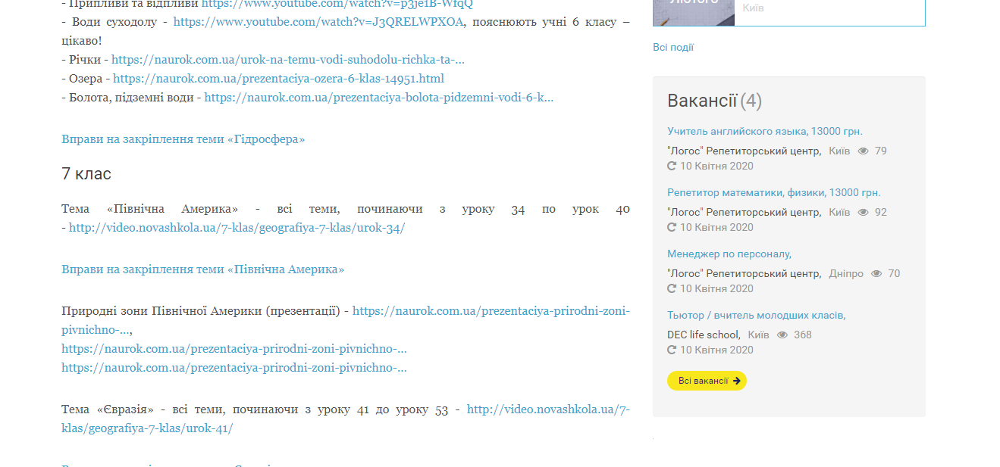 - Припливи та відпливи https://www.youtube.com/watch?v=p3je1B-WfqQ
- Води суходолу - https://www.youtube.com/watch?v=J3QRELWPXOA, пояснюють учні 6 класу –
цікаво!
- Річки - https://naurok.com.ua/urok-na-temu-vodi-suhodolu-richka-ta-...
- Озера - https://naurok.com.ua/prezentaciya-ozera-6-klas-14951.html
- Болота, підземні води - https://naurok.com.ua/prezentaciya-bolota-pidzemni-vodi-6-k...
Вправи на закріплення теми «Гідросфера»
7 клас
Тема «Північна Америка» - всі теми, починаючи з уроку 34 по урок 40
- http://video.novashkola.ua/7-klas/geografiya-7-klas/urok-34/
Вправи на закріплення теми «Північна Америка»
Природні зони Північної Америки (презентації) - https://naurok.com.ua/prezentaciya-prirodni-zoni-
pivnichno-...,
https://naurok.com.ua/prezentaciya-prirodni-zoni-pivnichno-...
https://naurok.com.ua/prezentaciya-prirodni-zoni-pivnichno-...
Тема «Євразія» - всі теми, починаючи з уроку 41 до уроку 53 - http://video.novashkola.ua/7-
klas/geografiya-7-klas/urok-41/
Лютого
Київ
Всі події
Вакансії (4)
Учитель английского языка, 13000 грн.
"Логос" Репетиторський центр, Київ 79
10 Квітня 2020
Репетитор математики, физики, 13000 грн.
"Логос" Репетиторський центр, Київ 92
10 Квітня 2020
Менеджер по персоналу,
"Логос" Репетиторський центр, Дніпро 70
10 Квітня 2020
Тьютор / вчитель молодших класів,
DEC life school, Київ 368
10 Квітня 2020
Всі вакансії